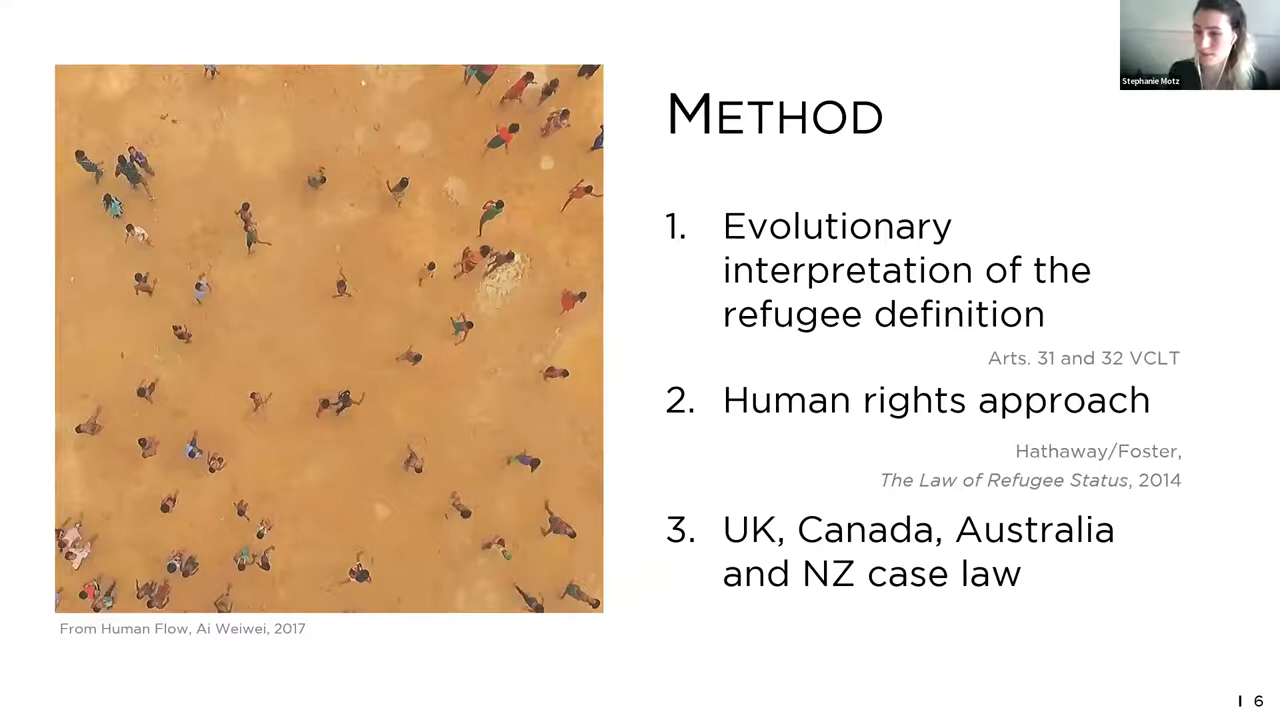 Stephanie Motz
METHOD
1. Evolutionary
interpretation of the
refugee definition
Arts. 31 and 32 VCLT
2. Human rights approach
Hathaway/Foster,
The Law of Refugee Status, 2014
3. UK, Canada, Australia
and NZ case law
From Human Flow, Ai Weiwei, 2017
I 6